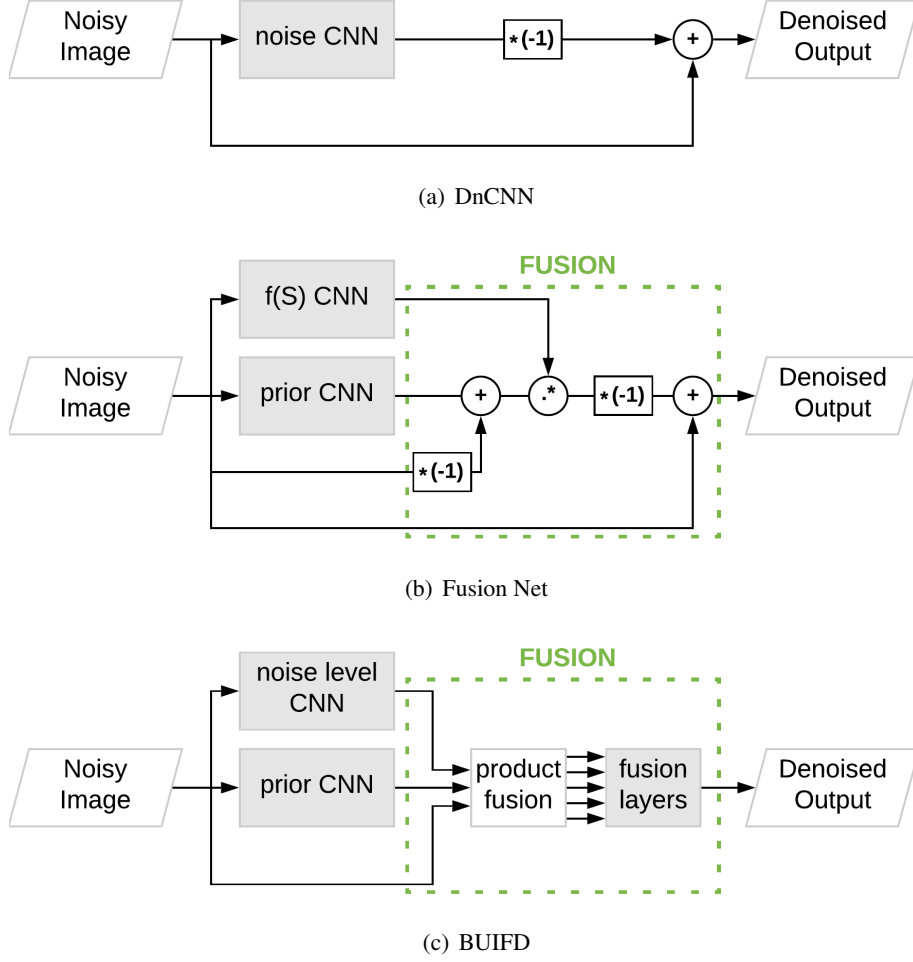 Noisy
Image
noise CNN
*(-1)
+
Denoised
Output
(a) DnCNN
FUSION
f(S) CNN
Noisy
Image
prior CNN
+
.*
*(-1)
+
Denoised
Output
*(-1)
(b) Fusion Net
FUSION
noise level
CNN
Noisy
Image
prior CNN
product
fusion
fusion
layers
Denoised
Output
(c) BUIFD